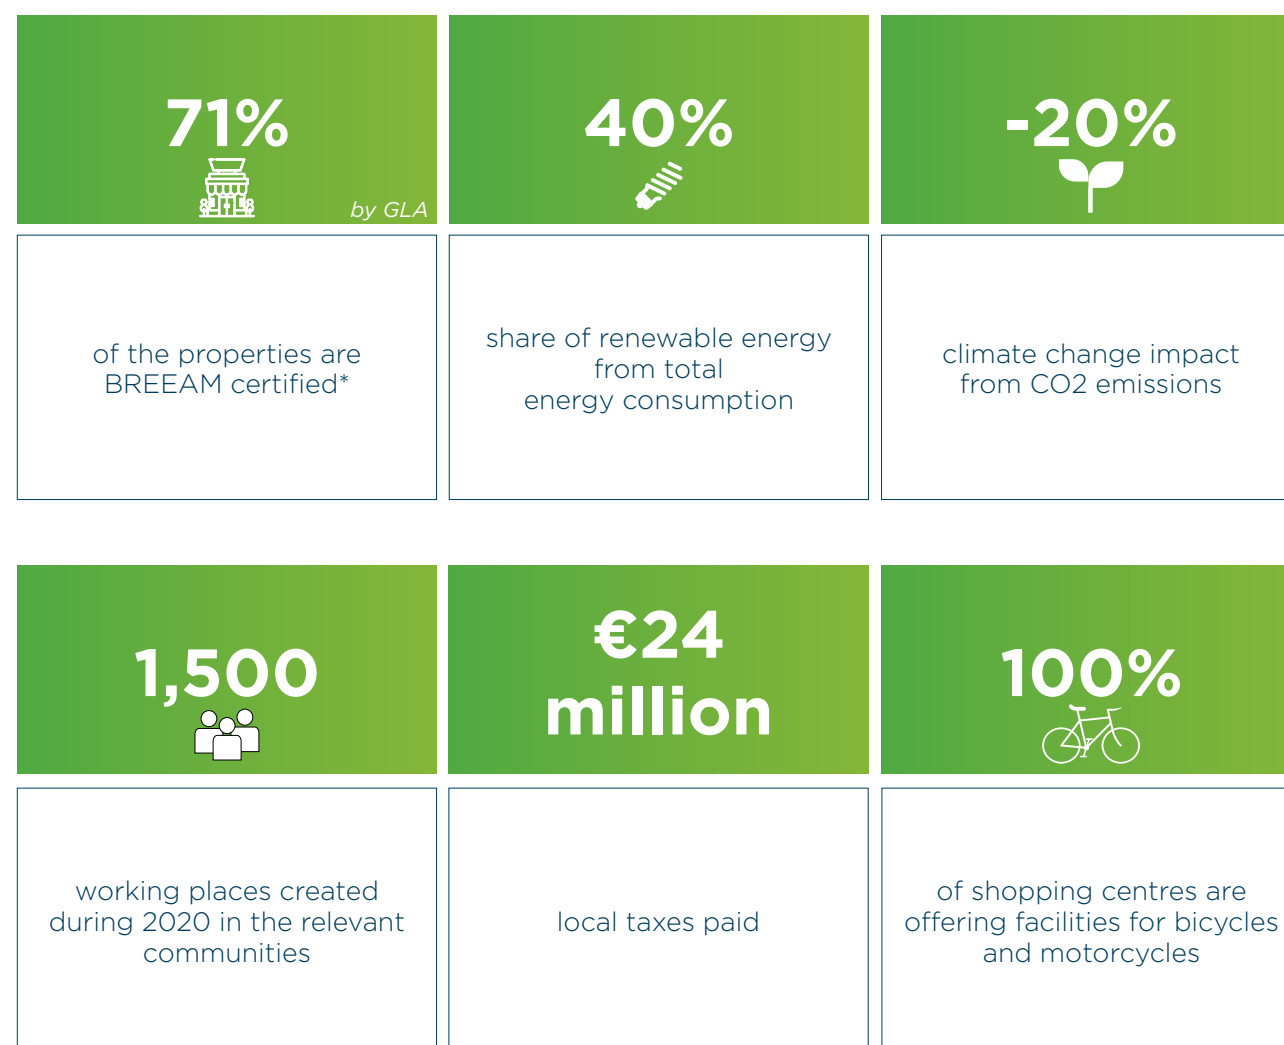 71%
by GLA
of the properties are
BREEAM certified*
40%
share of renewable energy
from total
energy consumption
-20%
climate change impact
from CO2 emissions
1,500
working places created
during 2020 in the relevant
communities
€24
million
local taxes paid
100%
of shopping centres are
offering facilities for bicycles
and motorcycles